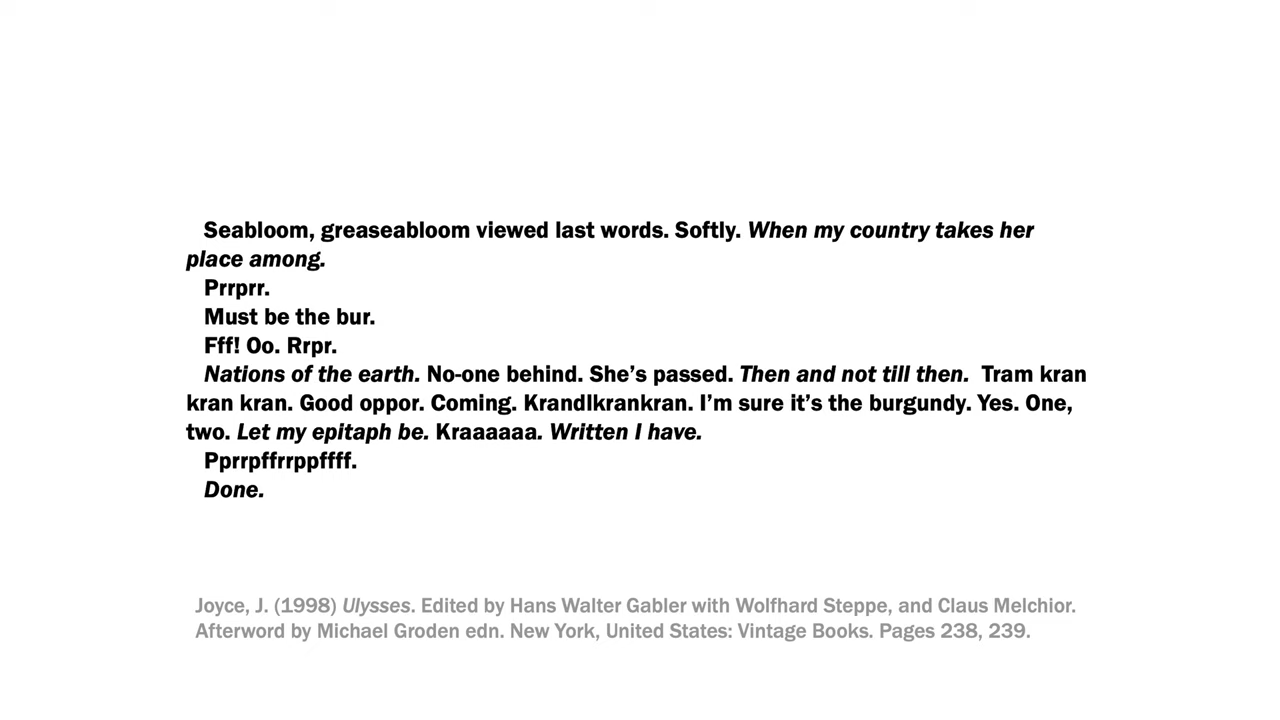 Seabloom, greaseabloom viewed last words. Softly. When my country takes her
place among.
Prrprr.
Must be the bur.
Fff! Oo. Rrpr.
Nations of the earth. No-one behind. She’s passed. Then and not till then. Tram kran
kran kran. Good oppor. Coming. Krandlkrankran. I’m sure it’s the burgundy. Yes. One,
two. Let my epitaph be. Kraaaaaa. Written I have.
Pprrpffrrppffff.
Done.
Joyce, J. (1998) Ulysses. Edited by Hans Walter Gabler with Wolfhard Steppe, and Claus Melchior.
Afterword by Michael Groden edn. New York, United States: Vintage Books. Pages 238, 239.